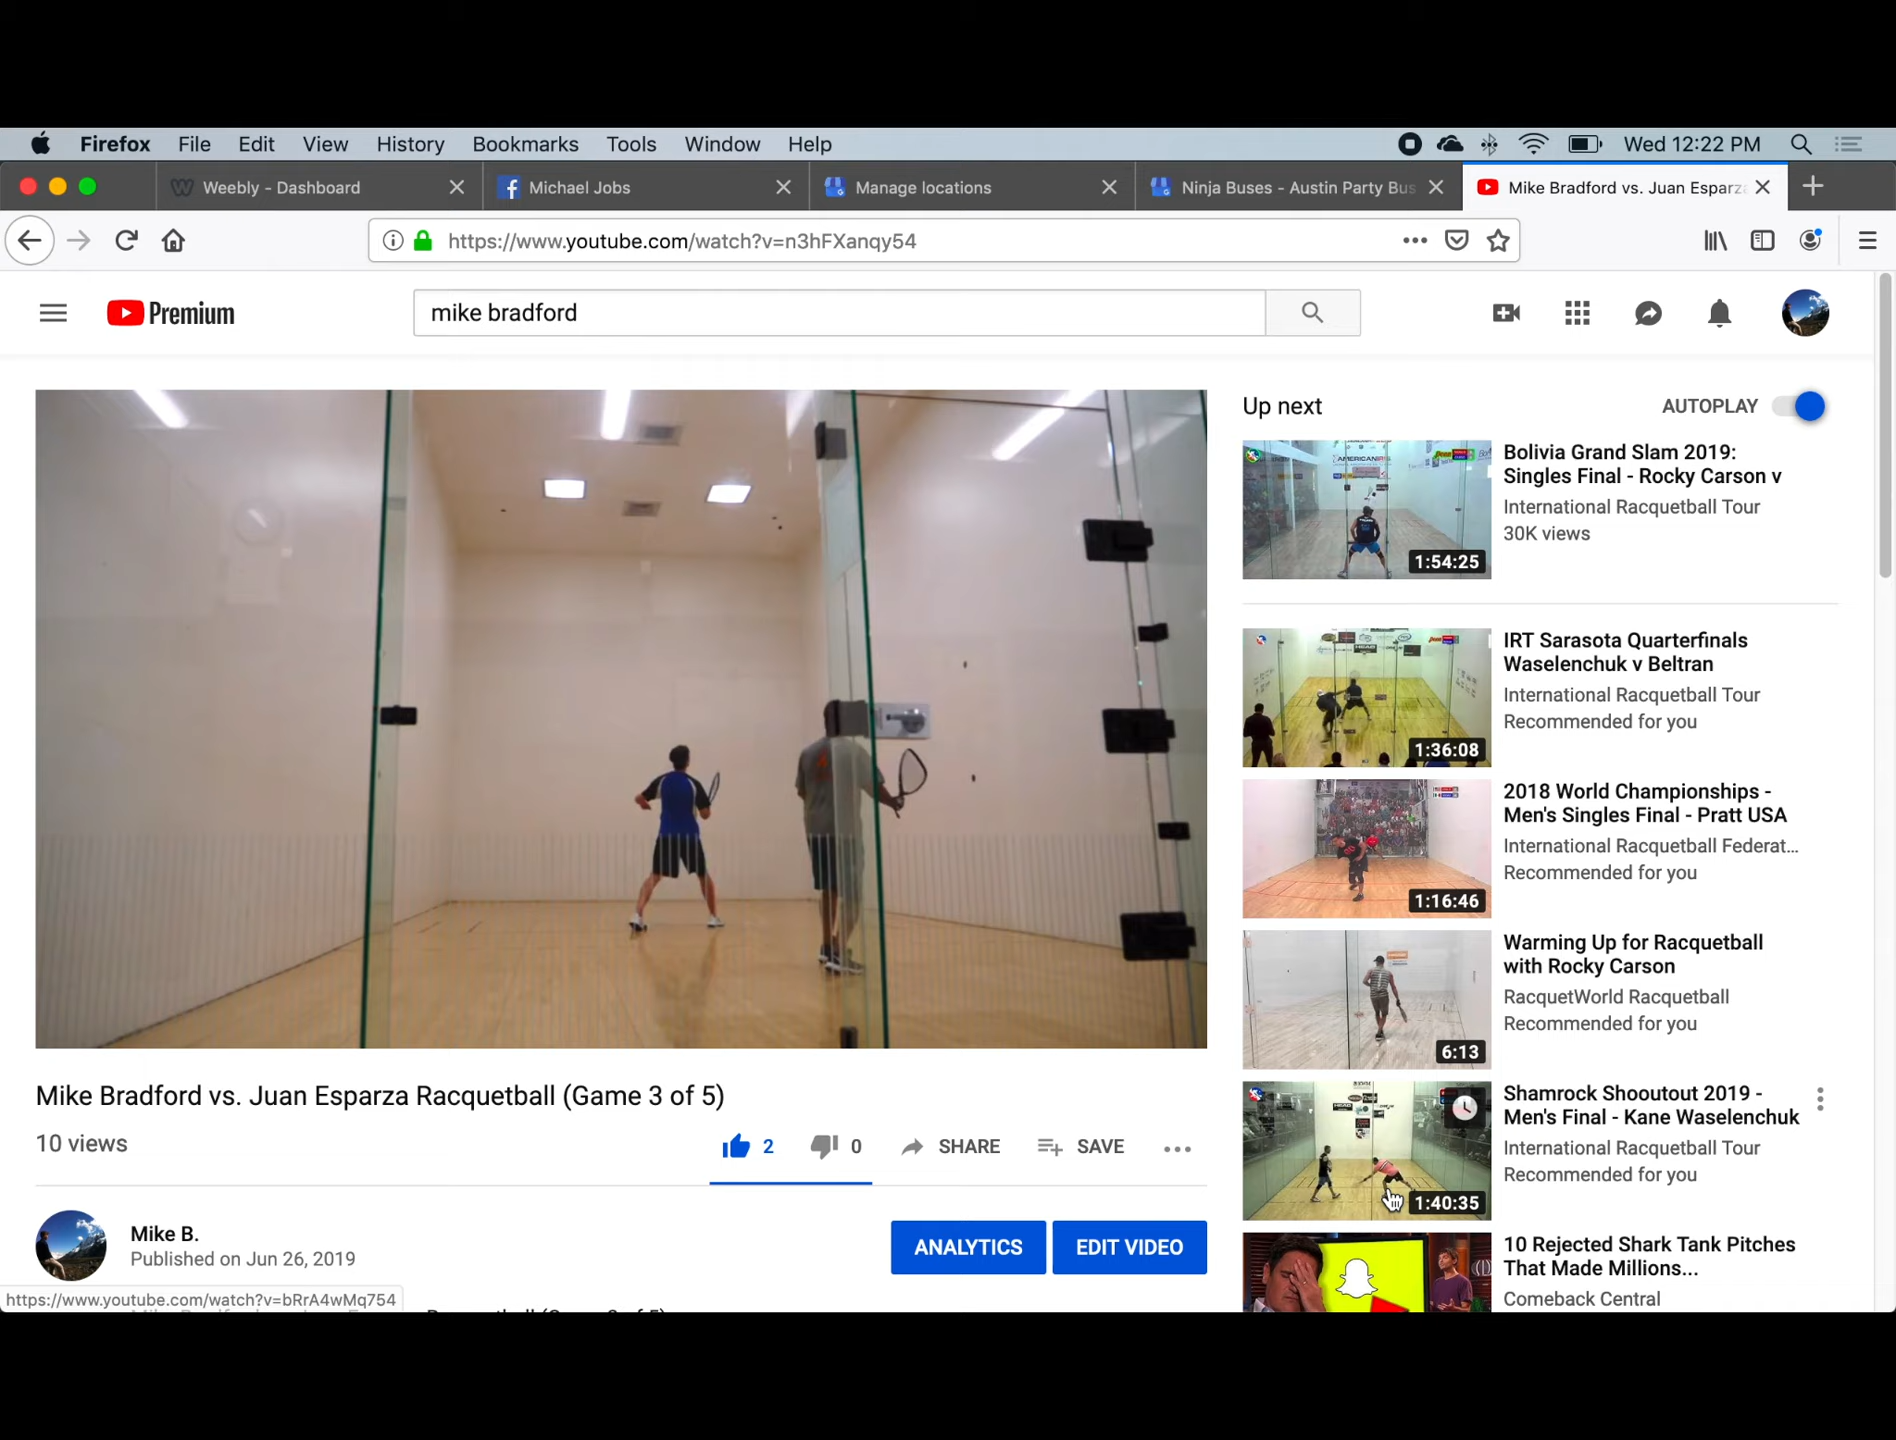 Firefox File Edit View History Bookmarks Tools Window Help
Wed 12:22 PM
Weebly - Dashboard
Michael Jobs
Manage locations
Ninja Buses - Austin Party Bus
Mike Bradford vs. Juan Esparza
https://www.youtube.com/watch?v=n3hFXanqy54
Premium
mike bradford
Up next
AUTOPLAY
Bolivia Grand Slam 2019:
Singles Final - Rocky Carson v
International Racquetball Tour
30K views
1:54:25
IRT Sarasota Quarterfinals
Waselenchuk v Beltran
International Racquetball Tour
Recommended for you
1:36:08
2018 World Championships -
Men's Singles Final - Pratt USA
International Racquetball Federat...
Recommended for you
1:16:46
Warming Up for Racquetball
with Rocky Carson
RacquetWorld Racquetball
Recommended for you
6:13
Shamrock Shooutout 2019 -
Men's Final - Kane Waselenchuk
International Racquetball Tour
Recommended for you
1:40:35
10 Rejected Shark Tank Pitches
That Made Millions...
Comeback Central
Mike Bradford vs. Juan Esparza Racquetball (Game 3 of 5)
10 views
2
0
SHARE
SAVE
Mike B.
Published on Jun 26, 2019
ANALYTICS
EDIT VIDEO
https://www.youtube.com/watch?v=bRrA4wMq754